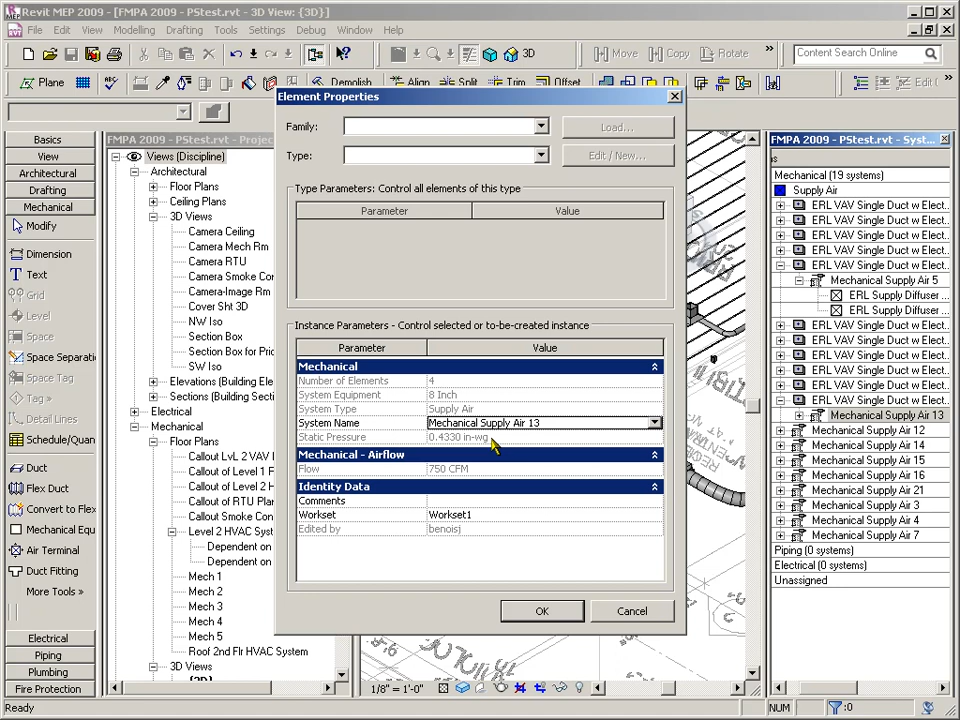 Revit MEP 2009 - [FMPA 2009 - PStest.rvt - 3D View: {3D}]
File Edit View Modelling Drafting Tools Settings Debug Window Help
3D Move Copy Rotate » Content Search Online
Plane Demolish Align Split Trim Offset Edit (
Element Properties
Family: Load...
Type: Edit / New...
Type Parameters: Control all elements of this type
Parameter Value
Instance Parameters - Control selected or to-be-created instance
Parameter Value
Mechanical
Number of Elements 4
System Equipment 8 Inch
System Type Supply Air
System Name Mechanical Supply Air 13
Static Pressure 0.4330 in-wg
Mechanical - Airflow
Flow 750 CFM
Identity Data
Comments
Workset Workset1
Edited by benoisj
OK Cancel
Basics
View
Architectural
Drafting
Mechanical
Modify
Dimension
Text
Grid
Level
Space
Space Separati
Space Tag
Tag »
Detail Lines
Schedule/Quan
Duct
Flex Duct
Convert to Flex
Mechanical Equ
Air Terminal
Duct Fitting
More Tools »
Electrical
Piping
Plumbing
Fire Protection
FMPA 2009 - PStest.rvt - Projec
Views (Discipline)
Architectural
Floor Plans
Ceiling Plans
3D Views
Camera Ceiling
Camera Mech Rm
Camera RTU
Camera Smoke Cor
Camera-Image Rm
Cover Sht 3D
NW Iso
Section Box
Section Box for Pric
SW Iso
Elevations (Building Ele
Sections (Building Secti
Electrical
Mechanical
Floor Plans
Callout LvL 2 VAV
Callout of Level 1 F
Callout of Level 2 H
Callout of RTU Plar
Callout Smoke Con
Level 2 HVAC Syst
Dependent on
Dependent on
Mech 1
Mech 2
Mech 3
Mech 4
Mech 5
Roof 2nd Flr HVAC System
3D Views
{3D}
FMPA 2009 - PStest.rvt - Syst...
Mechanical (19 systems)
Supply Air
ERL VAV Single Duct w Elect...
ERL VAV Single Duct w Elect...
ERL VAV Single Duct w Elect...
ERL VAV Single Duct w Elect...
ERL VAV Single Duct w Elect...
Mechanical Supply Air 5
ERL Supply Diffuser ...
ERL Supply Diffuser ...
ERL VAV Single Duct w Elect...
ERL VAV Single Duct w Elect...
ERL VAV Single Duct w Elect...
ERL VAV Single Duct w Elect...
ERL VAV Single Duct w Elect...
ERL VAV Single Duct w Elect...
Mechanical Supply Air 13
Mechanical Supply Air 12
Mechanical Supply Air 14
Mechanical Supply Air 15
Mechanical Supply Air 16
Mechanical Supply Air 21
Mechanical Supply Air 3
Mechanical Supply Air 4
Mechanical Supply Air 7
Piping (0 systems)
Electrical (0 systems)
Unassigned
1/8" = 1'-0"
Ready NUM :0